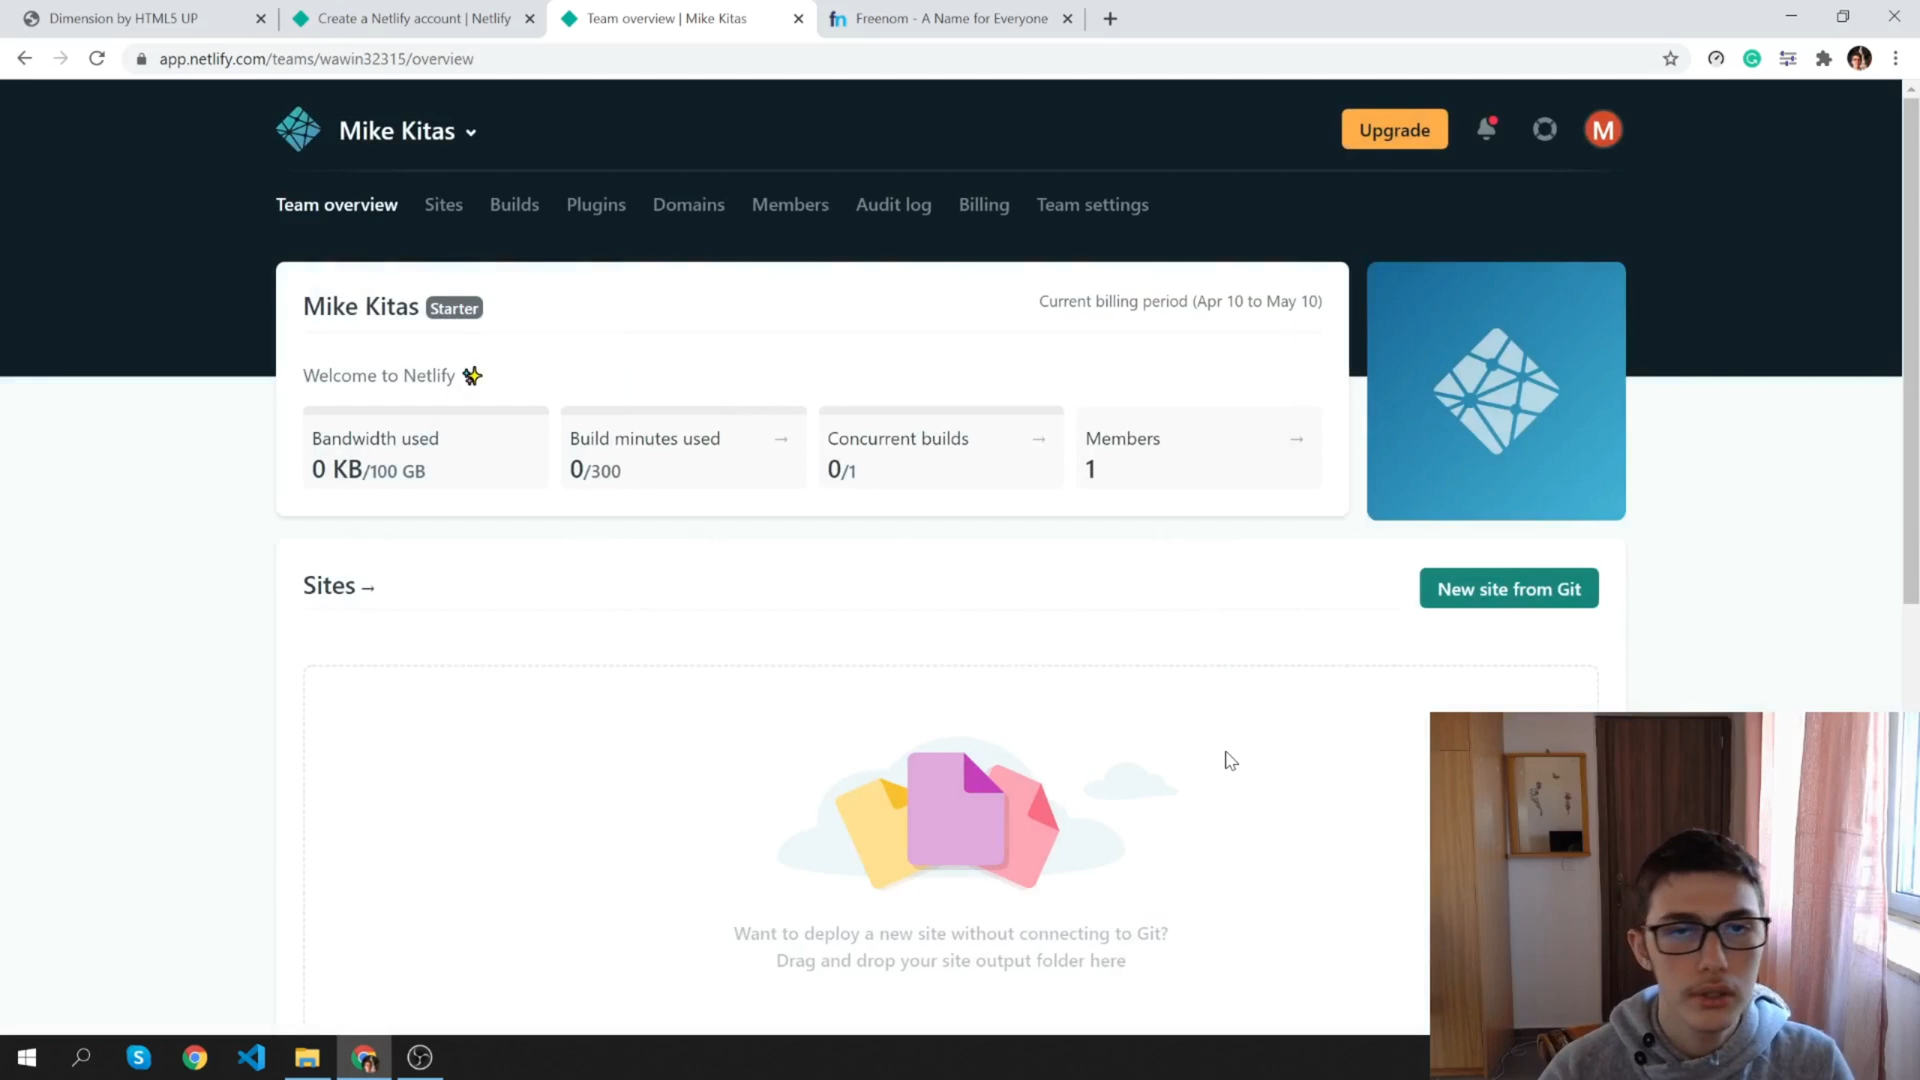 Dimension by HTML5 UP
Create a Netlify account | Netlify
Team overview | Mike Kitas
fn Freenom - A Name for Everyone
app.netlify.com/teams/wawin32315/overview
Mike Kitas
Upgrade
M
Team overview Sites Builds Plugins Domains Members Audit log Billing Team settings
Mike Kitas Starter
Current billing period (Apr 10 to May 10)
Welcome to Netlify
Bandwidth used
0 KB/100 GB
Build minutes used →
0/300
Concurrent builds →
0/1
Members →
1
Sites →
New site from Git
Want to deploy a new site without connecting to Git?
Drag and drop your site output folder here